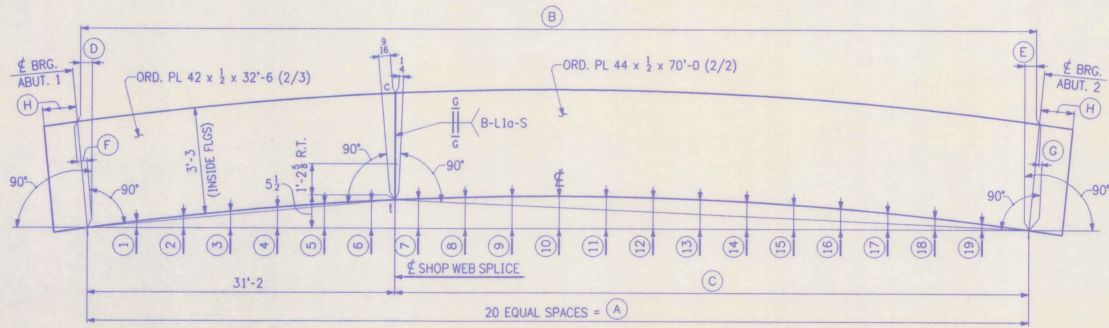 B
D
E
℄ BRG.
ABUT. 1
9
16
1
4
℄ BRG.
ABUT. 2
ORD. PL 42 x 1/2 x 32'-6 (2/3)
ORD. PL 44 x 1/2 x 70'-0 (2/2)
H
c
G
G
B-L1a-S
H
F
3'-3
(INSIDE FLGS)
90°
90°
90°
5 1/2
1'-2 5/8 R.T.
90°
t
℄
G
90°
90°
1
2
3
4
5
6
7
8
9
10
11
12
13
14
15
16
17
18
19
31'-2
℄ SHOP WEB SPLICE
C
20 EQUAL SPACES = A